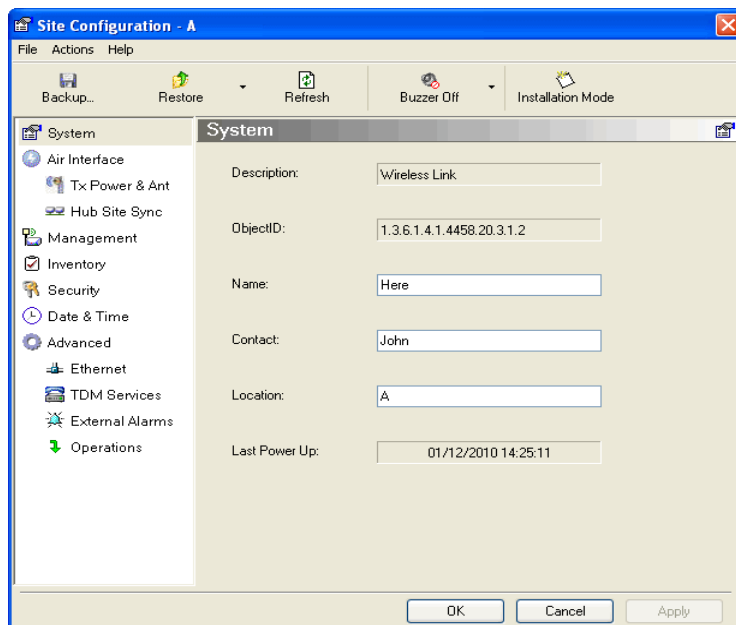 Site Configuration - A
File Actions Help
Backup... Restore Refresh Buzzer Off Installation Mode
System
Air Interface
Tx Power & Ant
Hub Site Sync
Management
Inventory
Security
Date & Time
Advanced
Ethernet
TDM Services
External Alarms
Operations
System
Description: Wireless Link
ObjectID: 1.3.6.1.4.1.4458.20.3.1.2
Name: Here
Contact: John
Location: A
Last Power Up: 01/12/2010 14:25:11
OK Cancel Apply